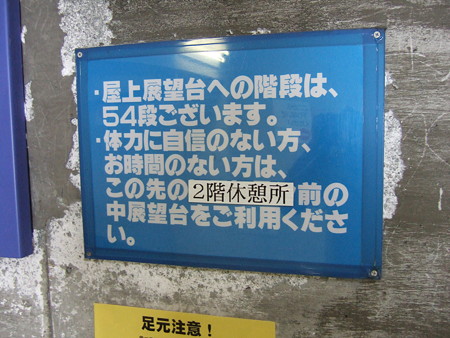 ・屋上展望台への階段は、
54段ございます。
・体力に自信のない方、
お時間のない方は、
この先の2階休憩所前の
中展望台をご利用くださ
い。
足元注意!